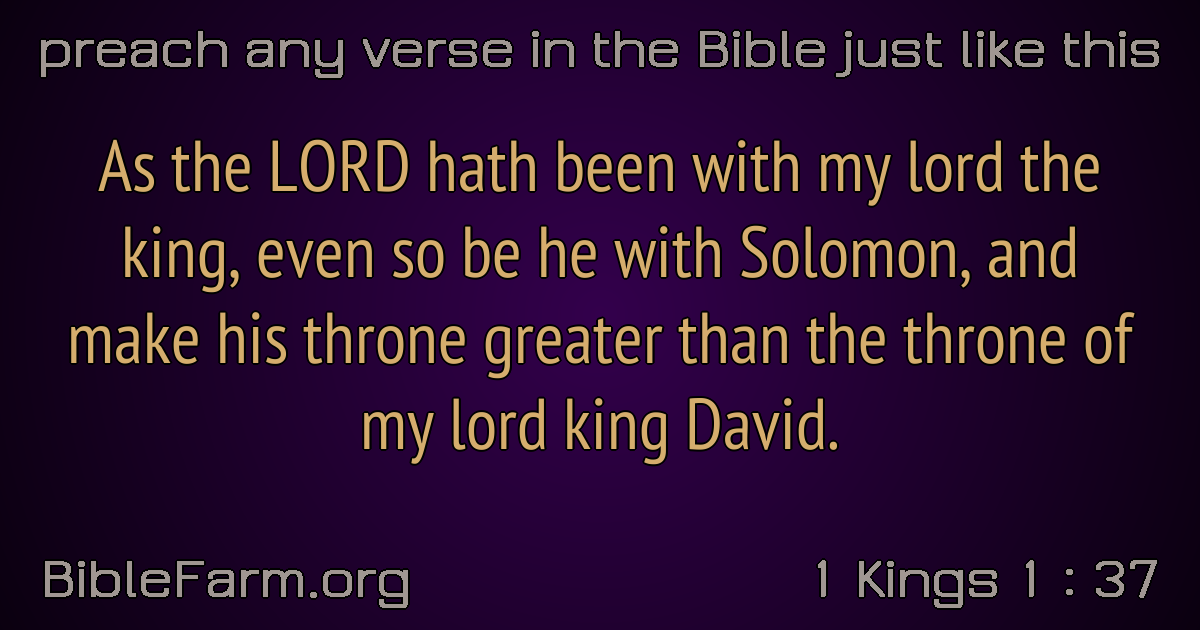 preach any verse in the Bible just like this
As the LORD hath been with my lord the
king, even so be he with Solomon, and
make his throne greater than the throne of
my lord king David.
BibleFarm.org
1 Kings 1 : 37